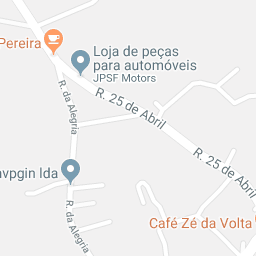 Pereira
Loja de peças
para automóveis
JPSF Motors
R. da Alegria
R. 25 de Abril
R. 25 de Abril
nvpgin lda
R. da Alegria
Café Zé da Volta